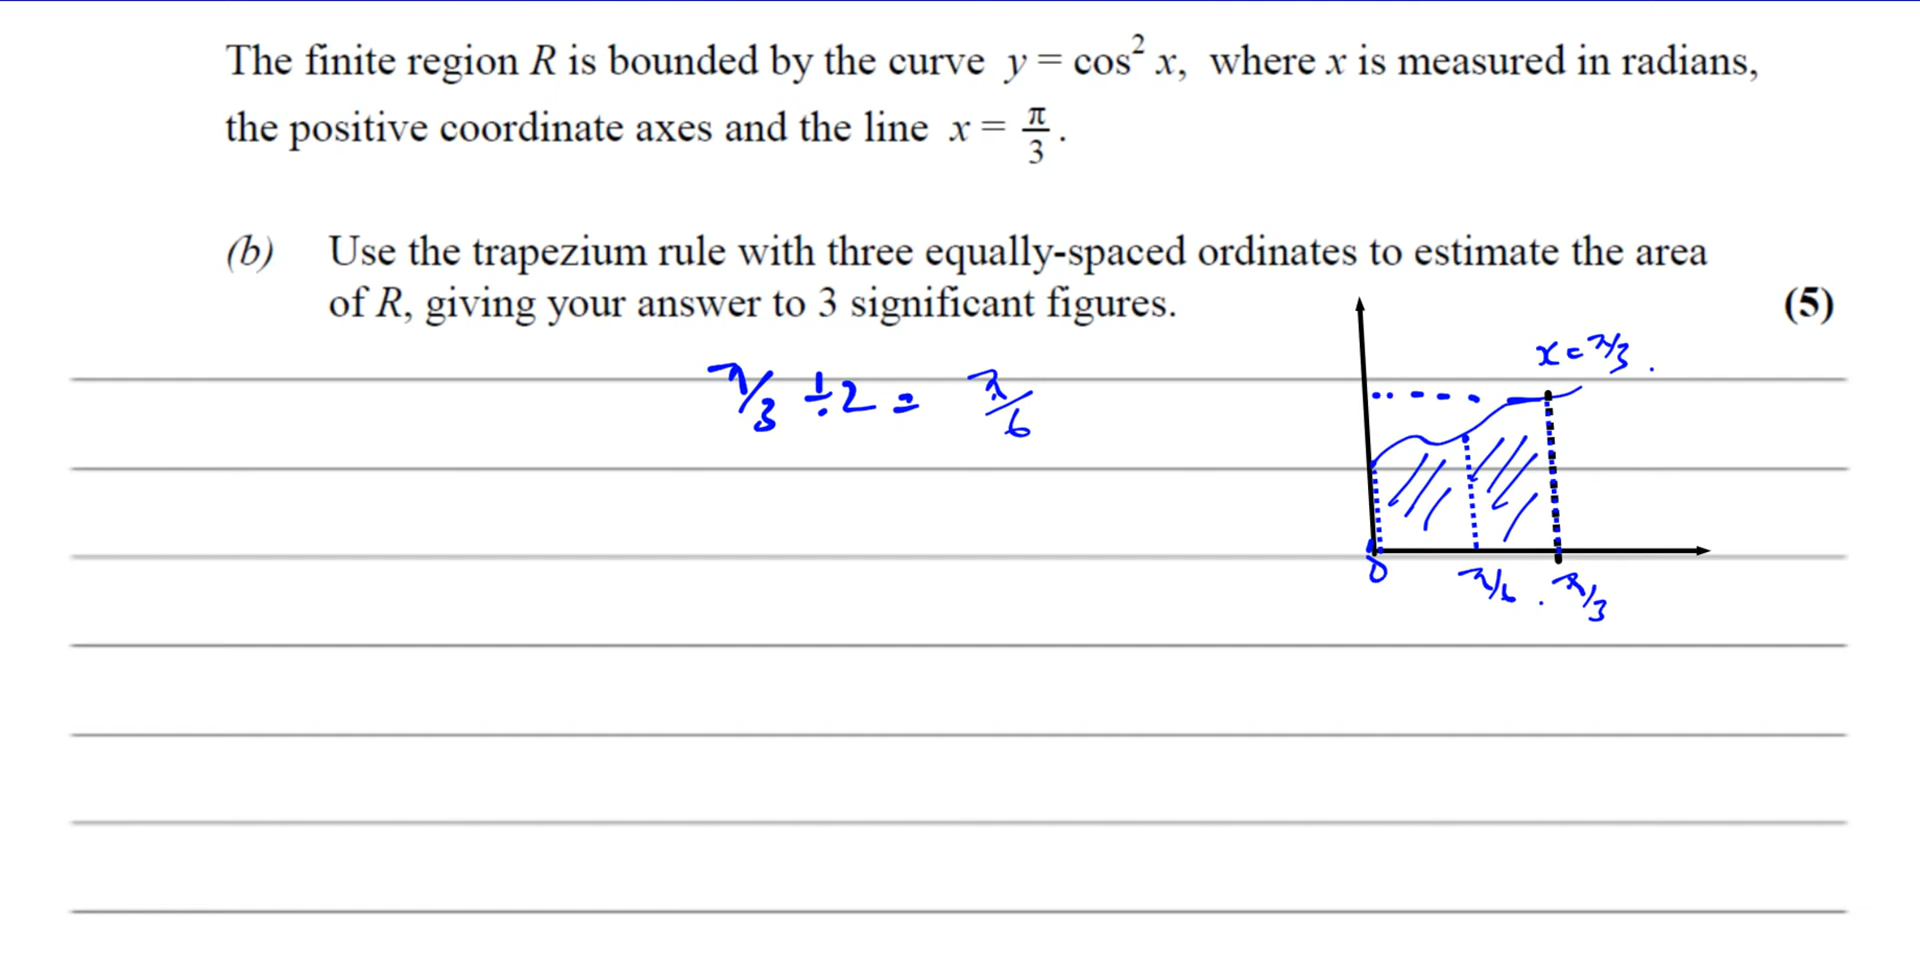 The finite region R is bounded by the curve y = cos² x, where x is measured in radians,
the positive coordinate axes and the line x = π/3 .
(b) Use the trapezium rule with three equally-spaced ordinates to estimate the area
of R, giving your answer to 3 significant figures. (5)
x = π/3 .
π/3 ÷ 2 = π/6
0 π/6 . π/3